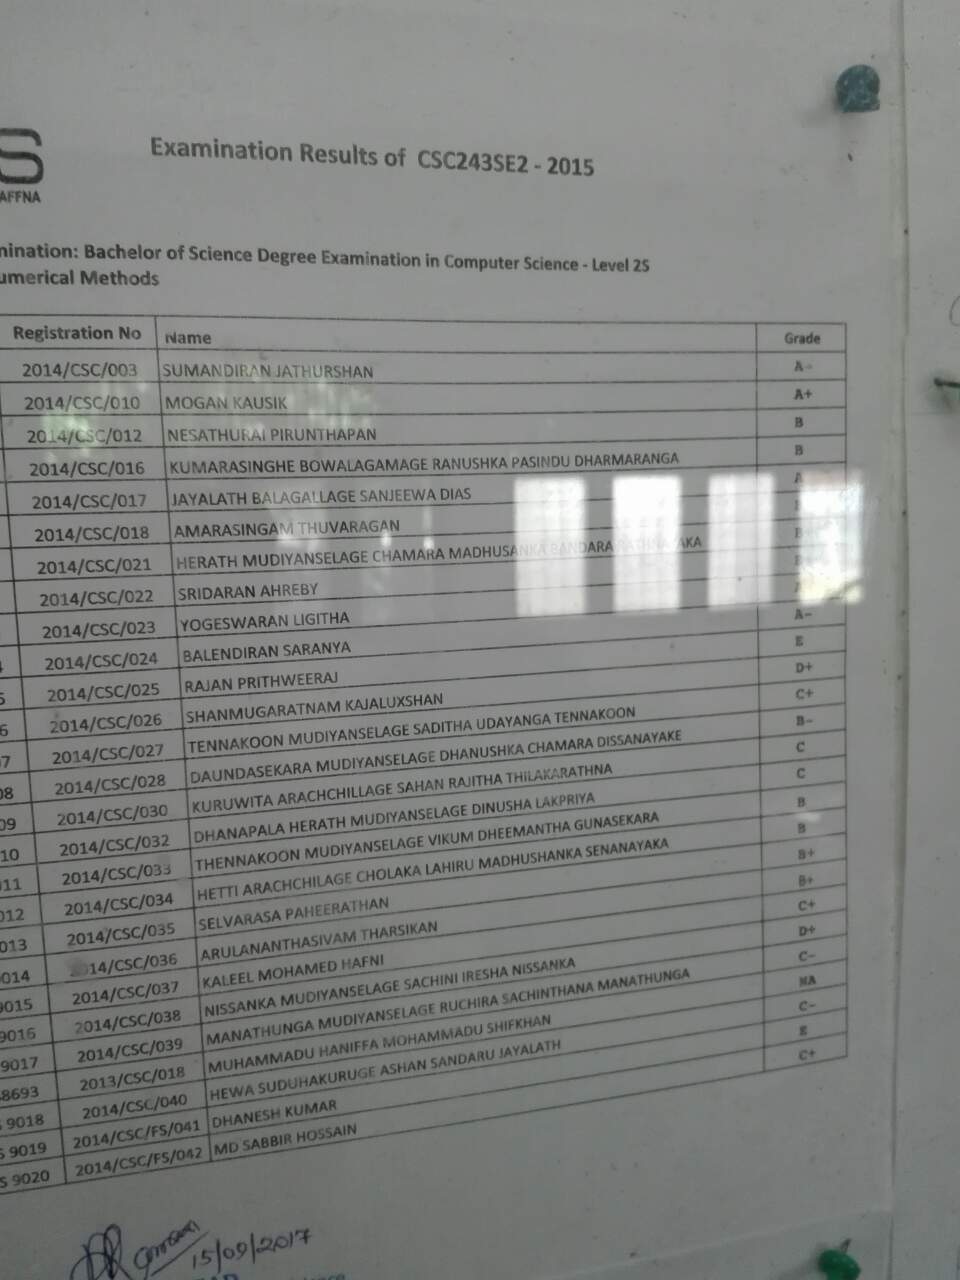 S
AFFNA
Examination Results of CSC243SE2 - 2015
mination: Bachelor of Science Degree Examination in Computer Science - Level 2S
umerical Methods
Registration No Name Grade
2014/CSC/003 SUMANDIRAN JATHURSHAN
2014/CSC/010 MOGAN KAUSIK A+
2014/CSC/012 NESATHURAI PIRUNTHAPAN B
2014/CSC/016 KUMARASINGHE BOWALAGAMAGE RANUSHKA PASINDU DHARMARANGA B
2014/CSC/017 JAYALATH BALAGALLAGE SANJEEWA DIAS A
2014/CSC/018 AMARASINGAM THUVARAGAN
2014/CSC/021 HERATH MUDIYANSELAGE CHAMARA MADHUSANKA BANDARA
2014/CSC/022 SRIDARAN AHREBY
2014/CSC/023 YOGESWARAN LIGITHA
4 2014/CSC/024 BALENDIRAN SARANYA A-
5 2014/CSC/025 RAJAN PRITHWEERAJ E
6 2014/CSC/026 SHANMUGARATNAM KAJALUXSHAN D+
07 2014/CSC/027 TENNAKOON MUDIYANSELAGE SADITHA UDAYANGA TENNAKOON C+
08 2014/CSC/028 DAUNDASEKARA MUDIYANSELAGE DHANUSHKA CHAMARA DISSANAYAKE B-
09 2014/CSC/030 KURUWITA ARACHCHILLAGE SAHAN RAJITHA THILAKARATHNA C
10 2014/CSC/032 DHANAPALA HERATH MUDIYANSELAGE DINUSHA LAKPRIYA C
011 2014/CSC/033 THENNAKOON MUDIYANSELAGE VIKUM DHEEMANTHA GUNASEKARA B
012 2014/CSC/034 HETTI ARACHCHILAGE CHOLAKA LAHIRU MADHUSHANKA SENANAYAKA B
013 2014/CSC/035 SELVARASA PAHEERATHAN B+
014 2014/CSC/036 ARULANANTHASIVAM THARSIKAN B+
9015 2014/CSC/037 KALEEL MOHAMED HAFNI C+
9016 2014/CSC/038 NISSANKA MUDIYANSELAGE SACHINI IRESHA NISSANKA D+
9017 2014/CSC/039 MANATHUNGA MUDIYANSELAGE RUCHIRA SACHINTHANA MANATHUNGA C-
8693 2013/CSC/018 MUHAMMADU HANIFFA MOHAMMADU SHIFKHAN NA
9018 2014/CSC/040 HEWA SUDUHAKURUGE ASHAN SANDARU JAYALATH C-
S 9019 2014/CSC/FS/041 DHANESH KUMAR E
S 9020 2014/CSC/FS/042 MD SABBIR HOSSAIN C+
15/09/2017